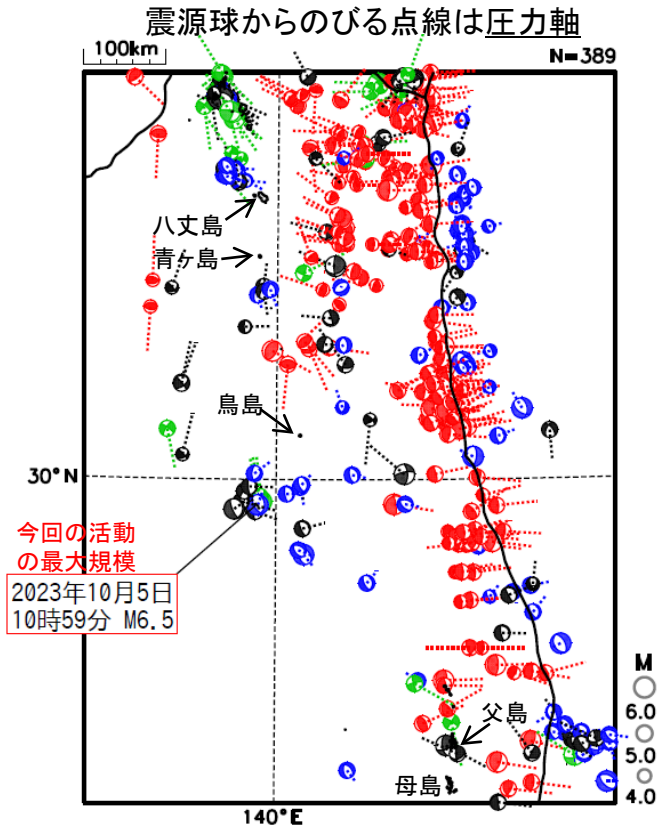 震源球からのびる点線は圧力軸
100km
N=389
八丈島
青ヶ島
鳥島
30°N
今回の活動
の最大規模
2023年10月5日
10時59分 M6.5
M
6.0
5.0
4.0
父島
母島
140°E